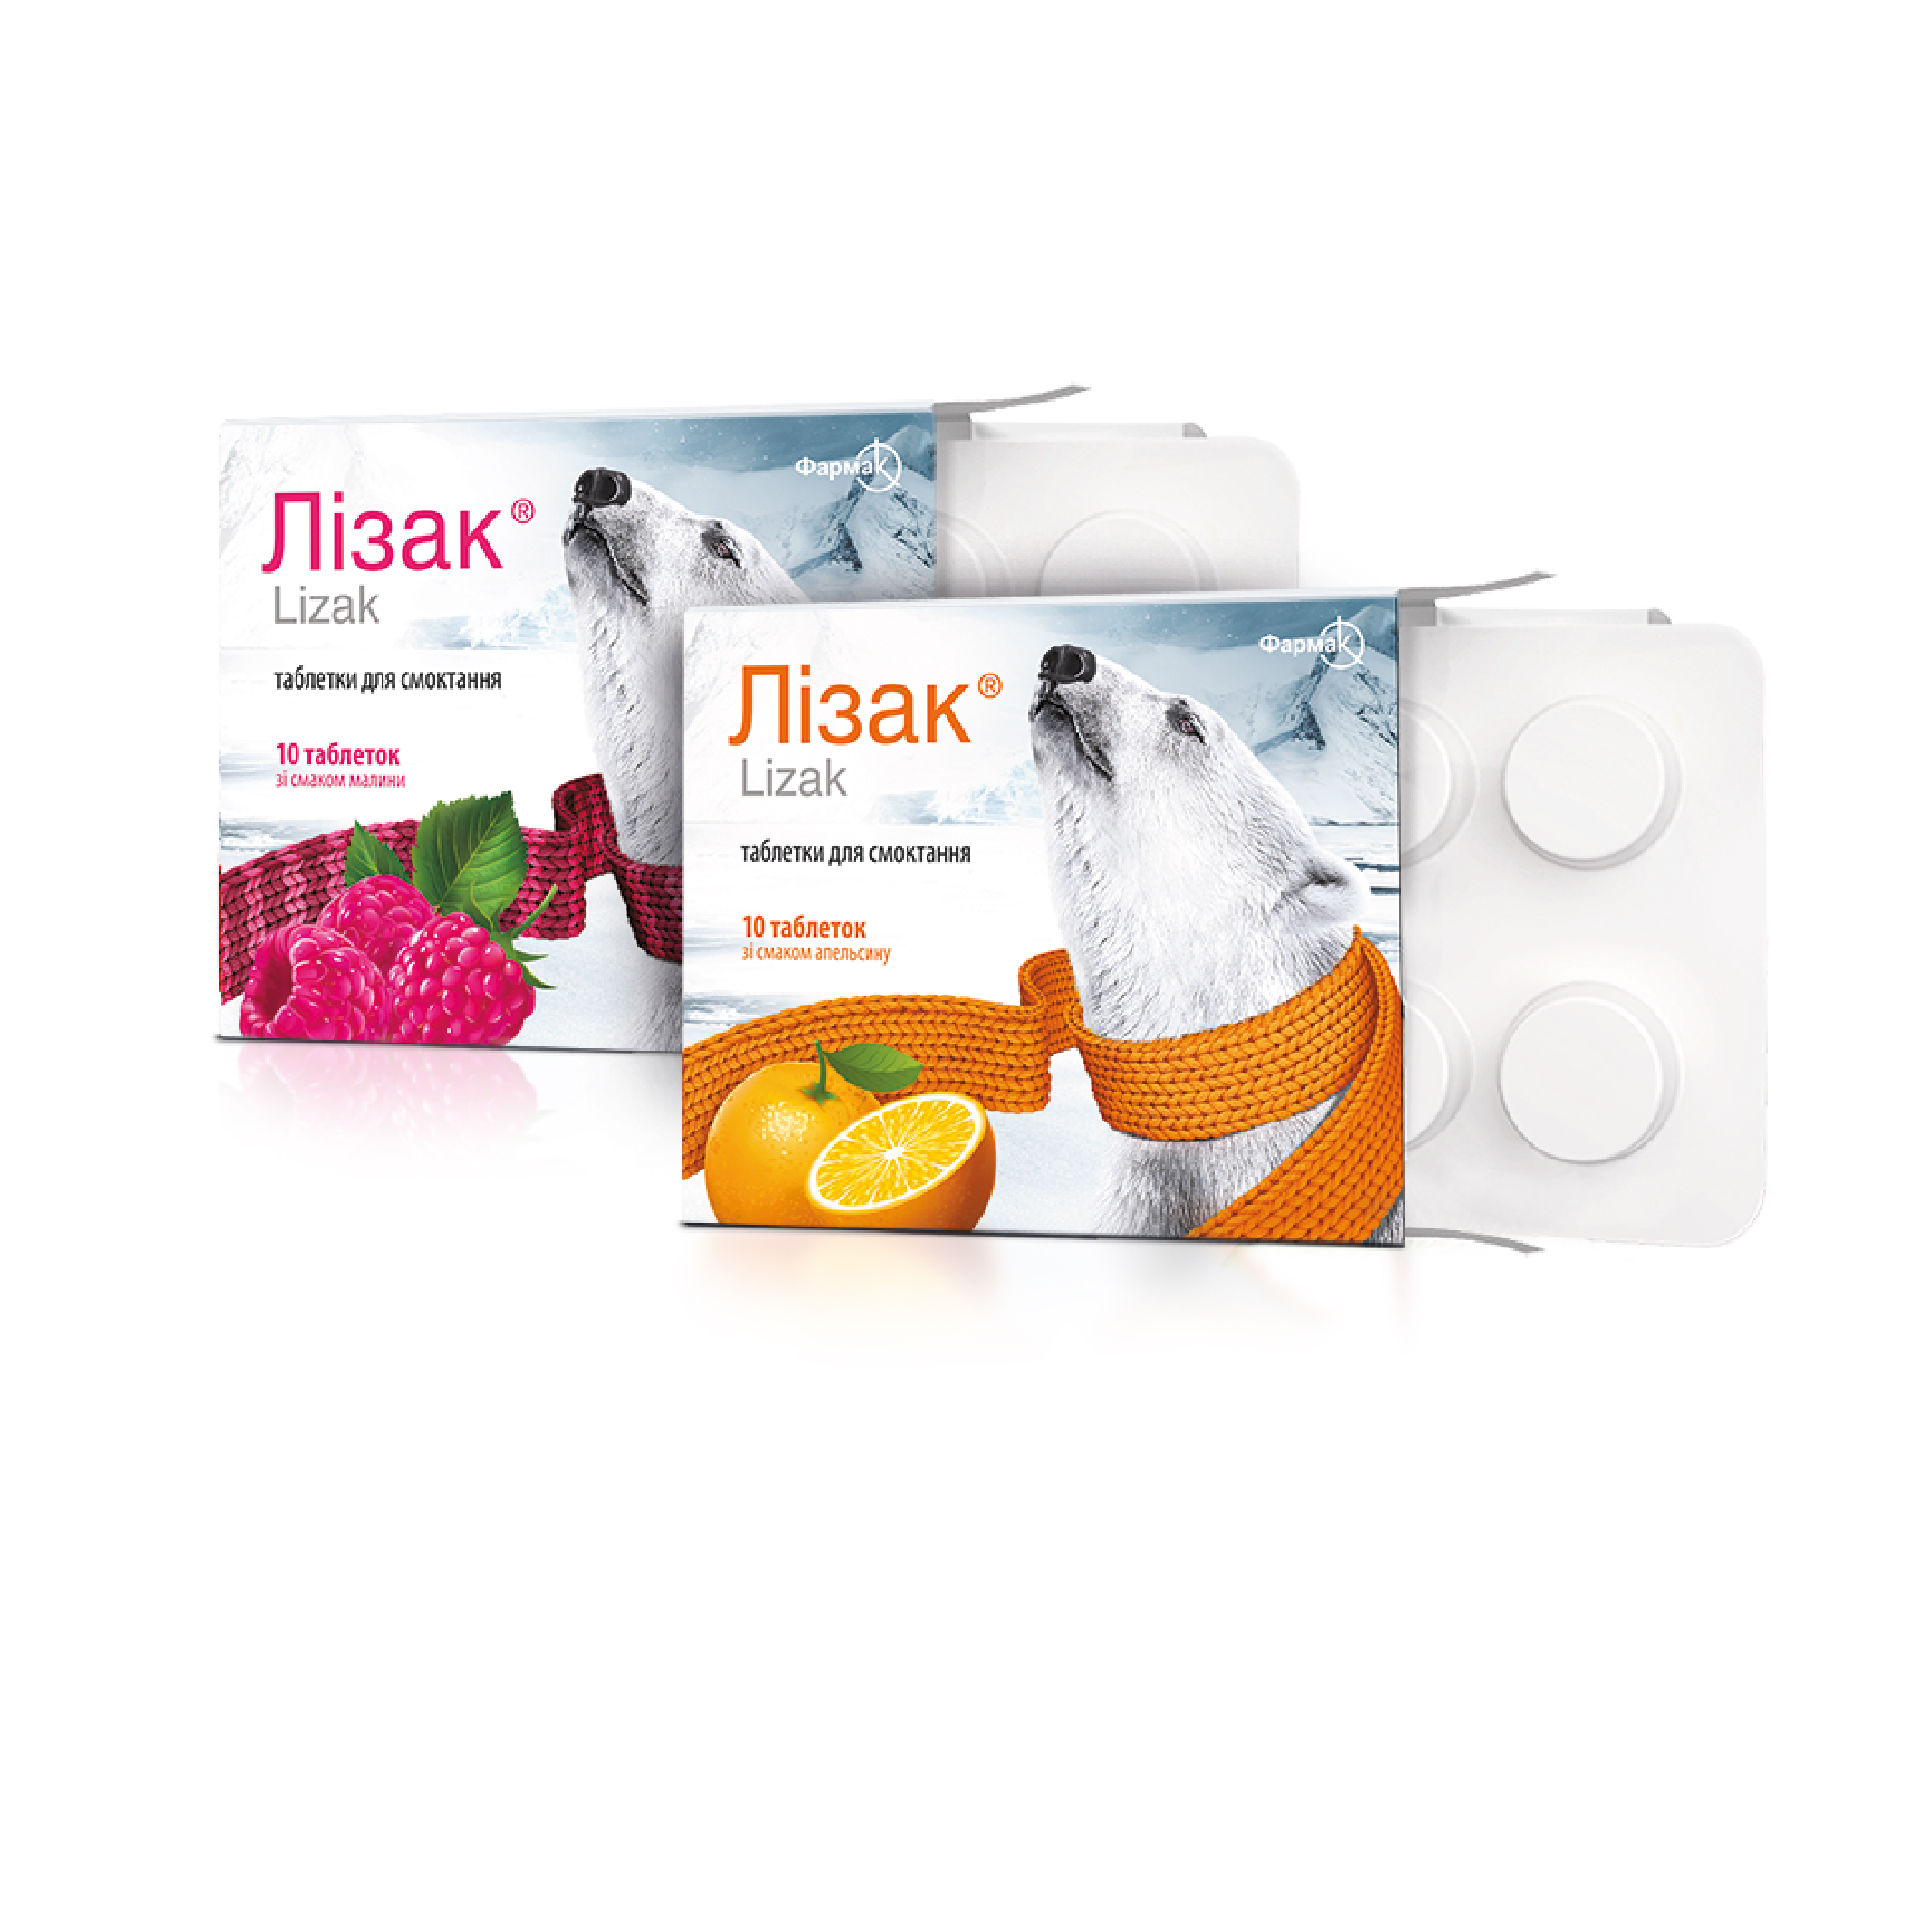 Фармак
Лізак®
Lizak
таблетки для смоктання
10 таблеток
зі смаком малини
Фармак
Лізак®
Lizak
таблетки для смоктання
10 таблеток
зі смаком апельсину